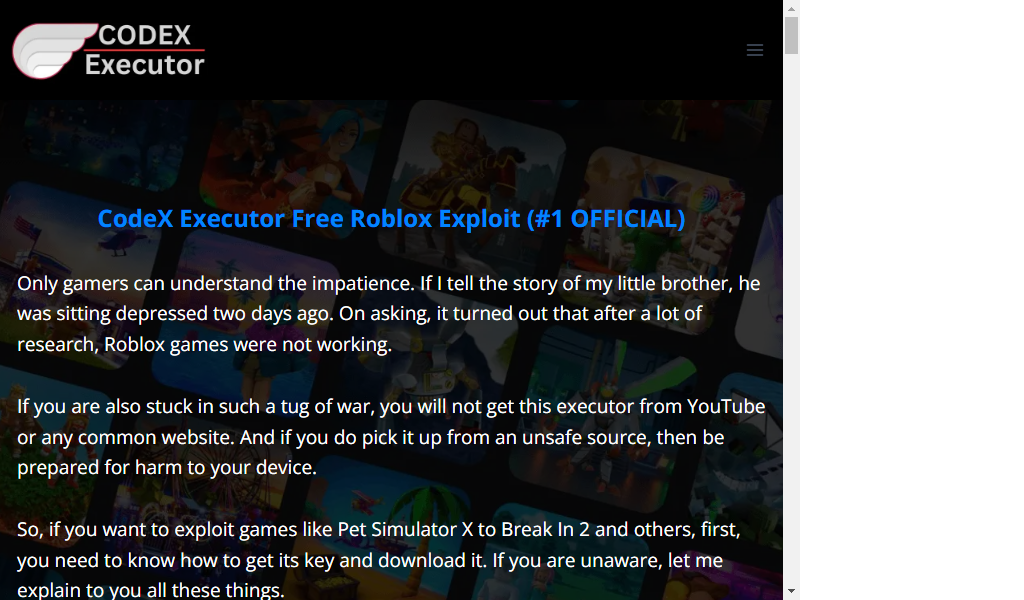 CODEX
Executor
CodeX Executor Free Roblox Exploit (#1 OFFICIAL)
Only gamers can understand the impatience. If I tell the story of my little brother, he
was sitting depressed two days ago. On asking, it turned out that after a lot of
research, Roblox games were not working.
If you are also stuck in such a tug of war, you will not get this executor from YouTube
or any common website. And if you do pick it up from an unsafe source, then be
prepared for harm to your device.
So, if you want to exploit games like Pet Simulator X to Break In 2 and others, first,
you need to know how to get its key and download it. If you are unaware, let me
explain to you all these things.